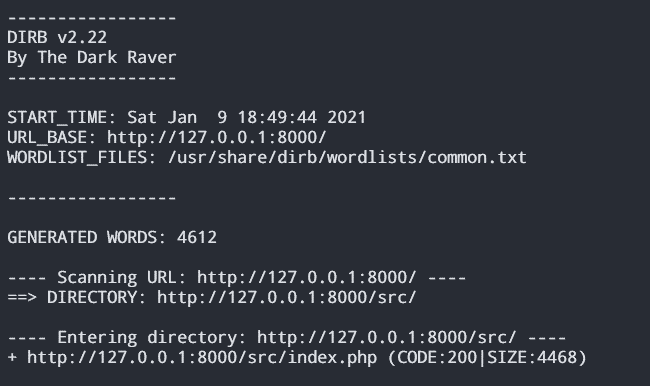 -----------------
DIRB v2.22
By The Dark Raver
-----------------
START_TIME: Sat Jan  9 18:49:44 2021
URL_BASE: http://127.0.0.1:8000/
WORDLIST_FILES: /usr/share/dirb/wordlists/common.txt
-----------------
GENERATED WORDS: 4612
---- Scanning URL: http://127.0.0.1:8000/ ----
==> DIRECTORY: http://127.0.0.1:8000/src/
---- Entering directory: http://127.0.0.1:8000/src/ ----
+ http://127.0.0.1:8000/src/index.php (CODE:200|SIZE:4468)